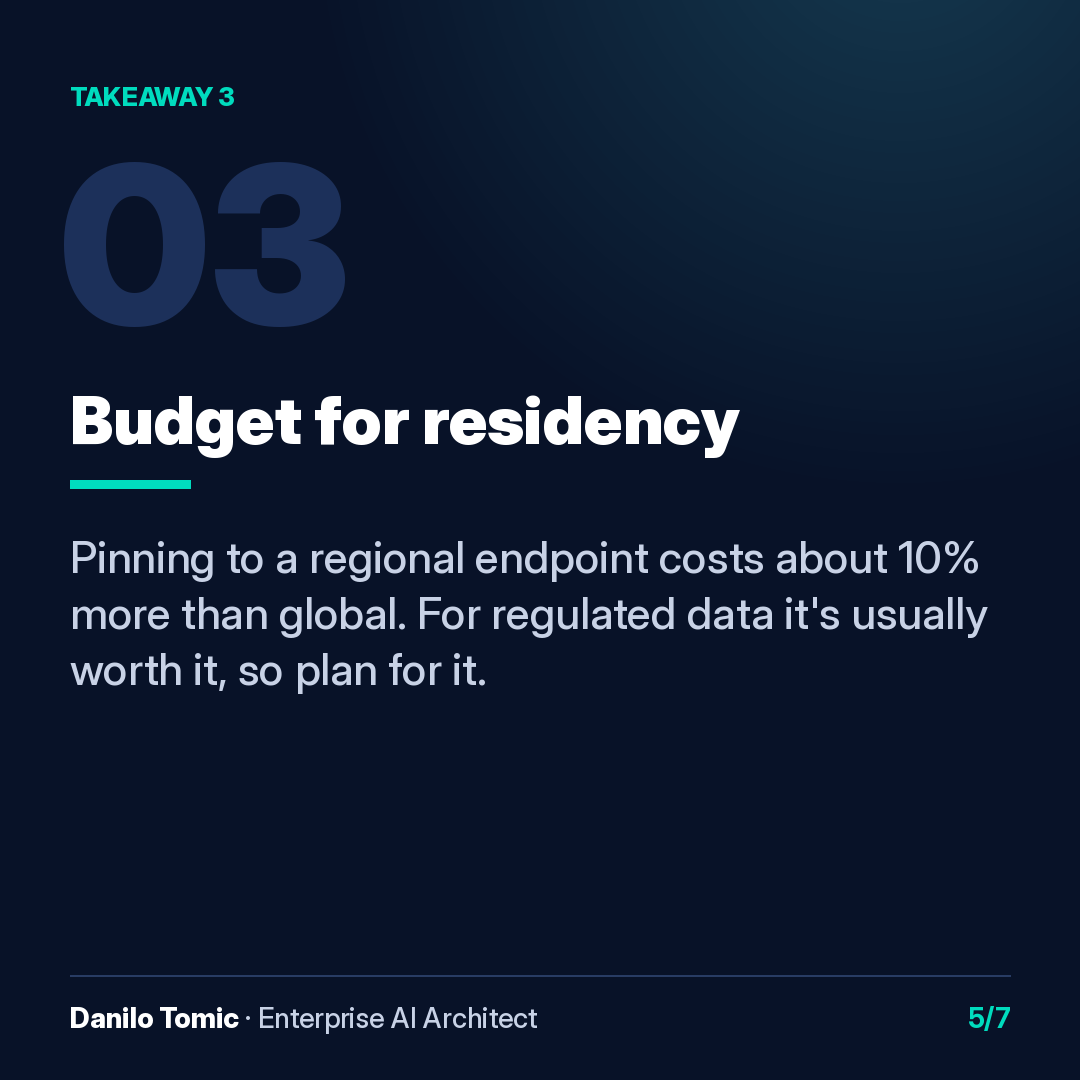 TAKEAWAY 3
03
Budget for residency
Pinning to a regional endpoint costs about 10%
more than global. For regulated data it's usually
worth it, so plan for it.
Danilo Tomic · Enterprise AI Architect
5/7